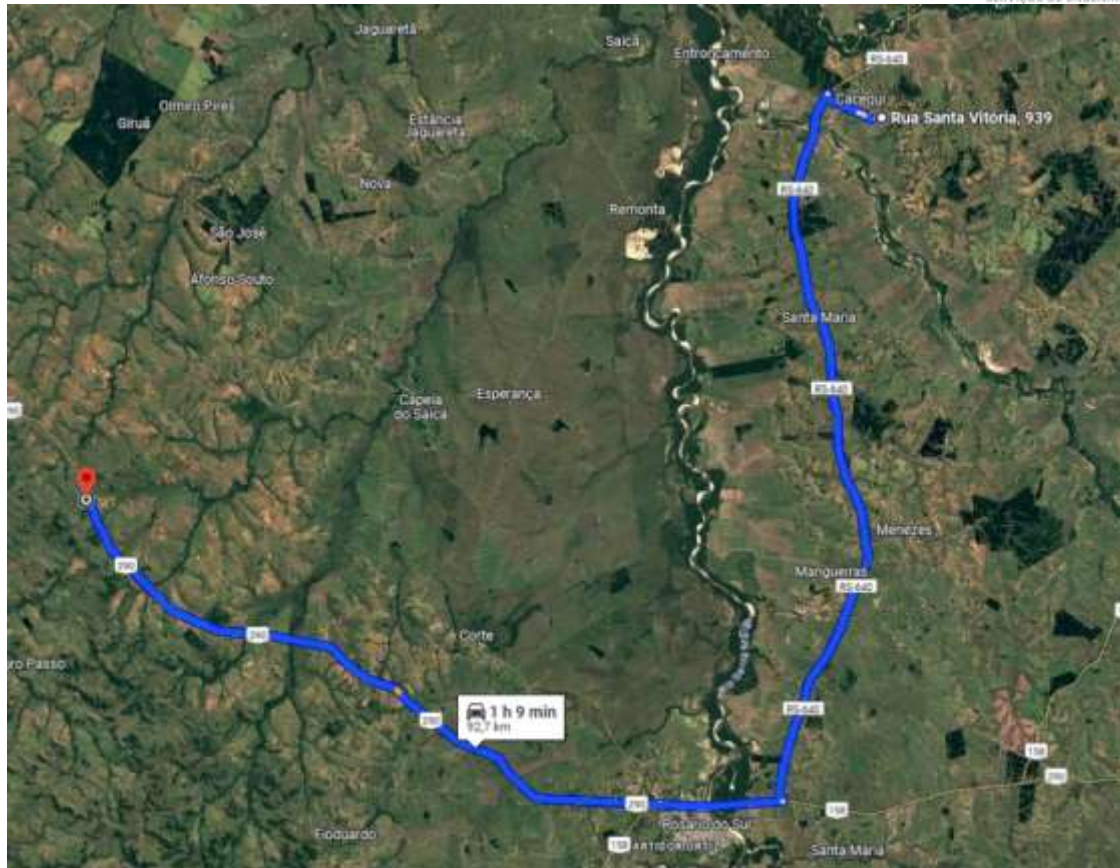 Jaguaretã
Saicã
Entroncamento
RS-640
Cacequi
Rua Santa Vitória, 939
Giruá
Estância
Jaguaretã
Nova
RS-640
Remonta
São José
Afonso Souto
Santa Maria
RS-640
Esperança
Capela
do Saicã
290
Menezes
Mangueiras
RS-640
290
Corte
uro Passo
1 h 9 min
92,7 km
290
RS-640
158
290
290
158
Rosário do Sul
Fioduardo
158
Santa Maria